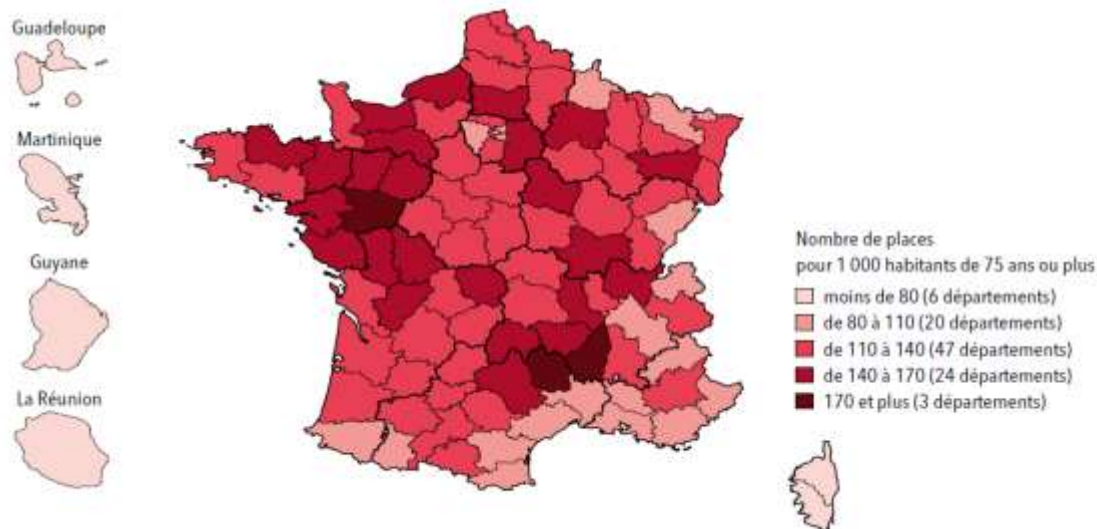 Guadeloupe
Martinique
Guyane
La Réunion
Nombre de places
pour 1 000 habitants de 75 ans ou plus
moins de 80 (6 départements)
de 80 à 110 (20 départements)
de 110 à 140 (47 départements)
de 140 à 170 (24 départements)
170 et plus (3 départements)